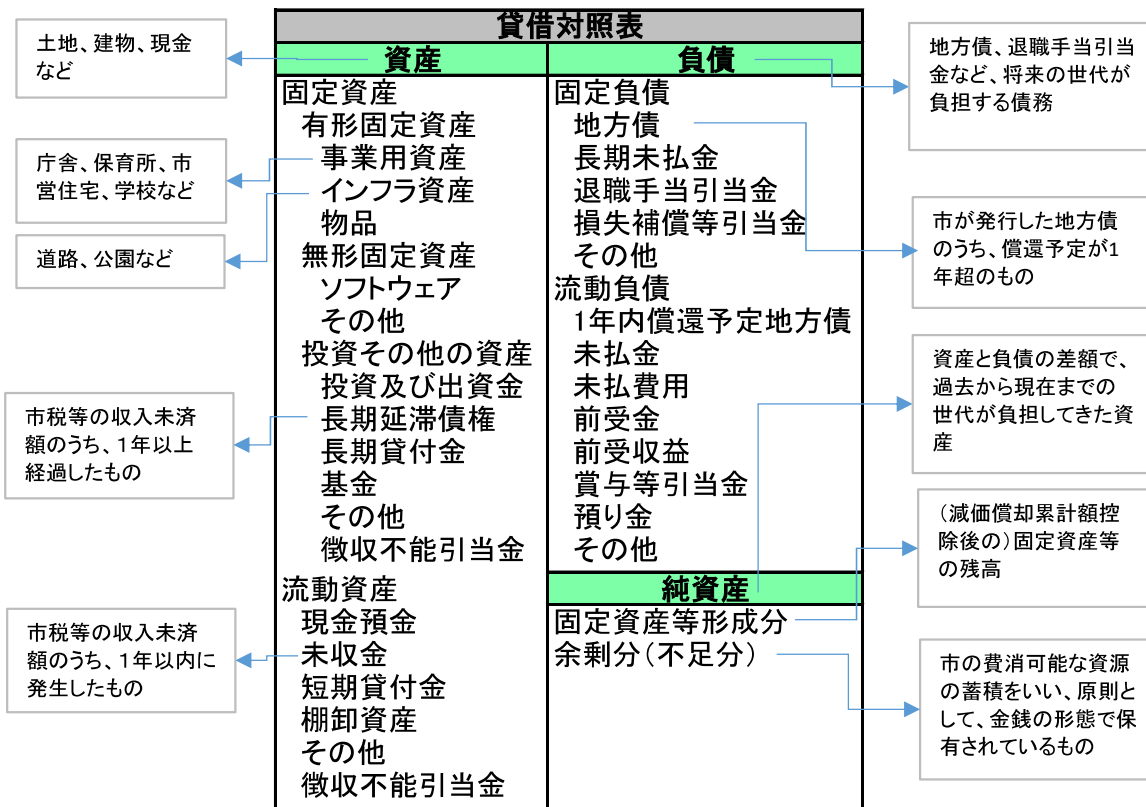 貸借対照表
資産
固定資産
有形固定資産
事業用資産
インフラ資産
物品
無形固定資産
ソフトウェア
その他
投資その他の資産
投資及び出資金
長期延滞債権
長期貸付金
基金
その他
徴収不能引当金
流動資産
現金預金
未収金
短期貸付金
棚卸資産
その他
徴収不能引当金
負債
固定負債
地方債
長期未払金
退職手当引当金
損失補償等引当金
その他
流動負債
1年内償還予定地方債
未払金
未払費用
前受金
前受収益
賞与等引当金
預り金
その他
純資産
固定資産等形成分
余剰分(不足分)
土地、建物、現金
など
庁舎、保育所、市
営住宅、学校など
道路、公園など
市税等の収入未済
額のうち、1年以上
経過したもの
市税等の収入未済
額のうち、1年以内に
発生したもの
地方債、退職手当引当
金など、将来の世代が
負担する債務
市が発行した地方債
のうち、償還予定が1
年超のもの
資産と負債の差額で、
過去から現在までの
世代が負担してきた資
産
(減価償却累計額控
除後の)固定資産等
の残高
市の費消可能な資源
の蓄積をいい、原則と
して、金銭の形態で保
有されているもの